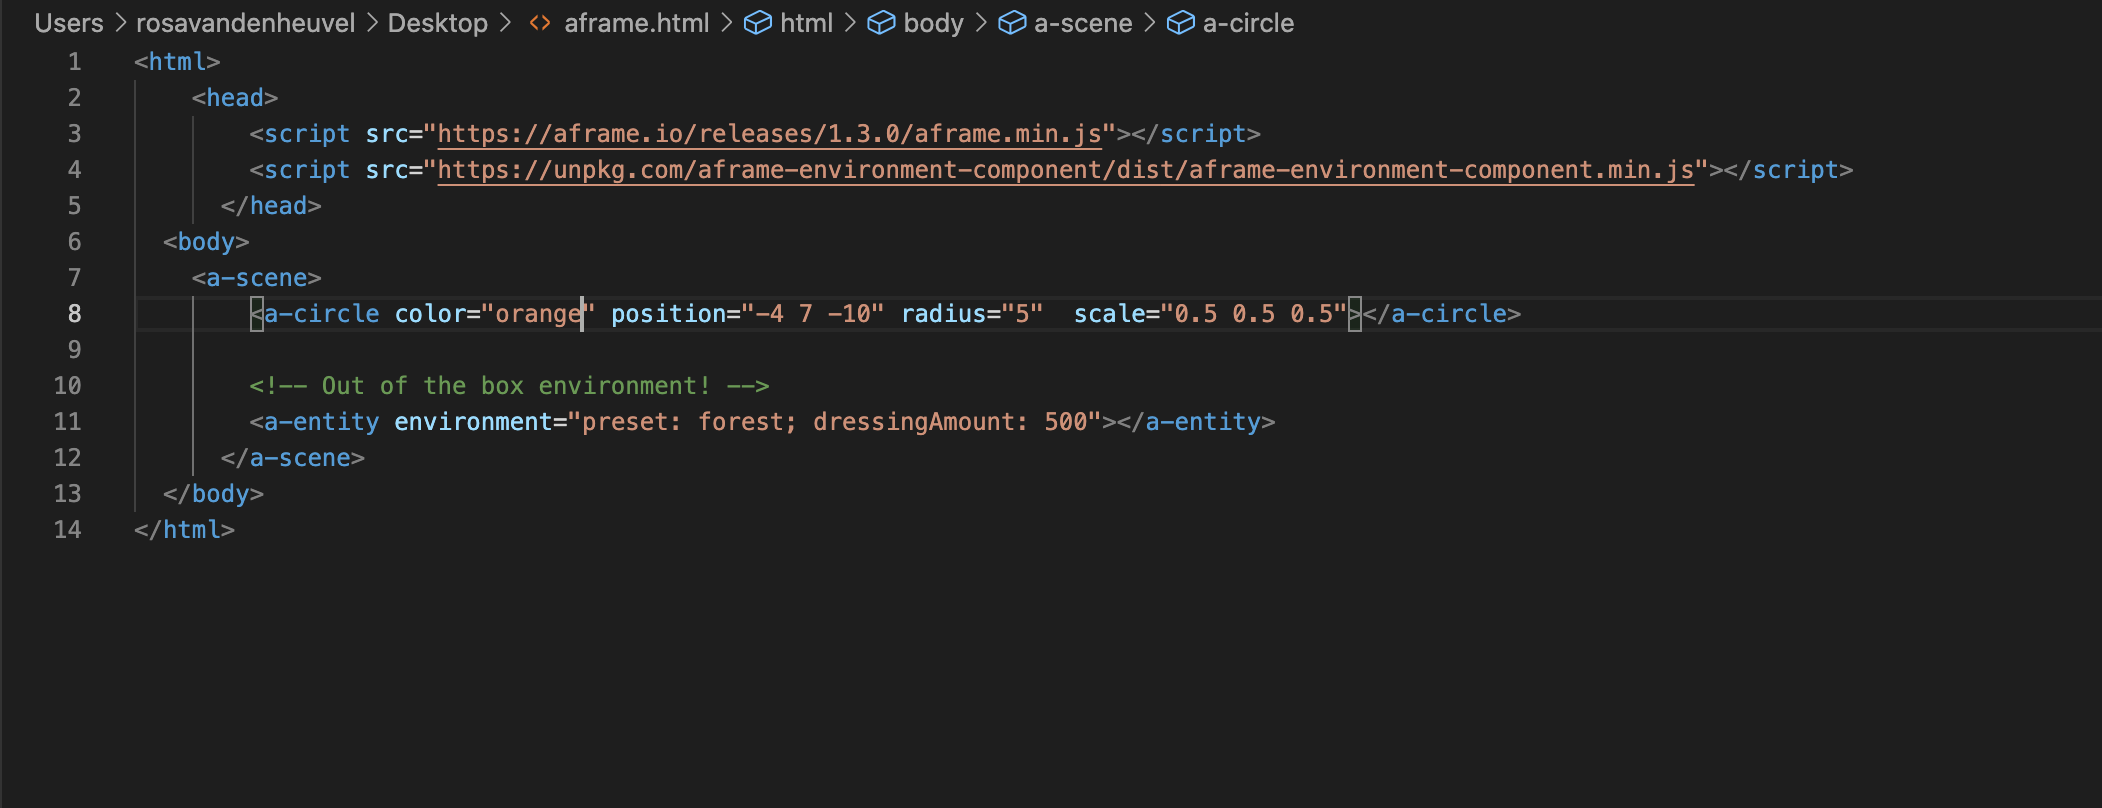 Users > rosavandenheuvel > Desktop > <> aframe.html > html > body > a-scene > a-circle
1 <html>
2 <head>
3 <script src="https://aframe.io/releases/1.3.0/aframe.min.js"></script>
4 <script src="https://unpkg.com/aframe-environment-component/dist/aframe-environment-component.min.js"></script>
5 </head>
6 <body>
7 <a-scene>
8 <a-circle color="orange" position="-4 7 -10" radius="5"  scale="0.5 0.5 0.5"></a-circle>
9
10 <!-- Out of the box environment! -->
11 <a-entity environment="preset: forest; dressingAmount: 500"></a-entity>
12 </a-scene>
13 </body>
14 </html>